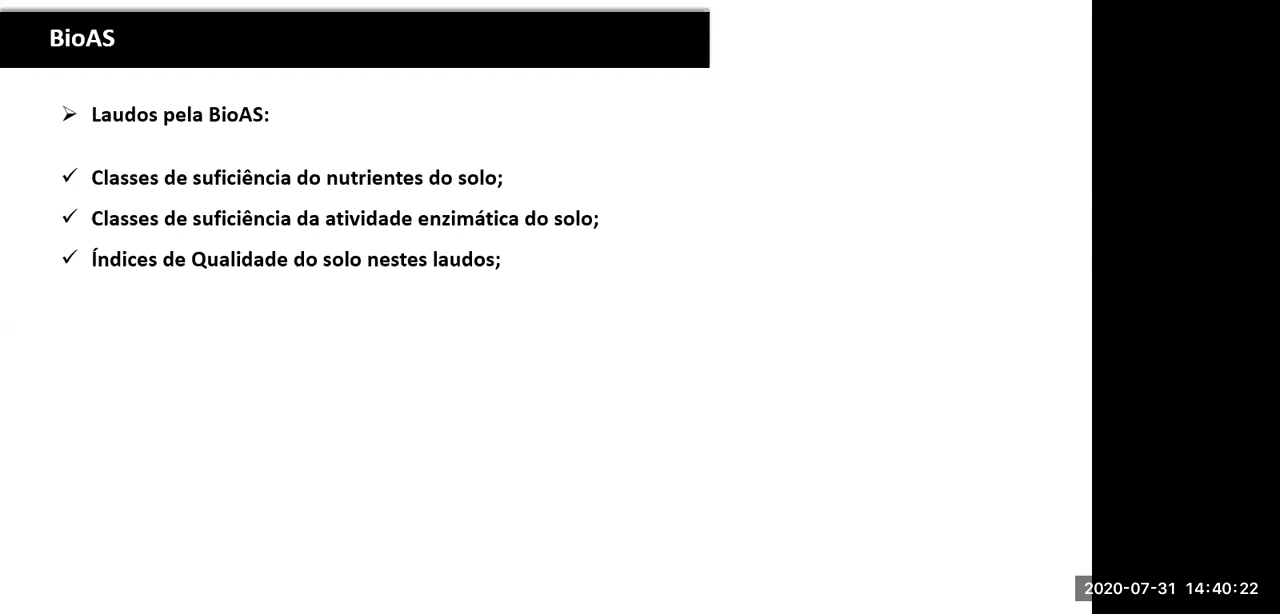 BioAS
Laudos pela BioAS:
Classes de suficiência do nutrientes do solo;
Classes de suficiência da atividade enzimática do solo;
Índices de Qualidade do solo nestes laudos;
2020-07-31 14:40:22